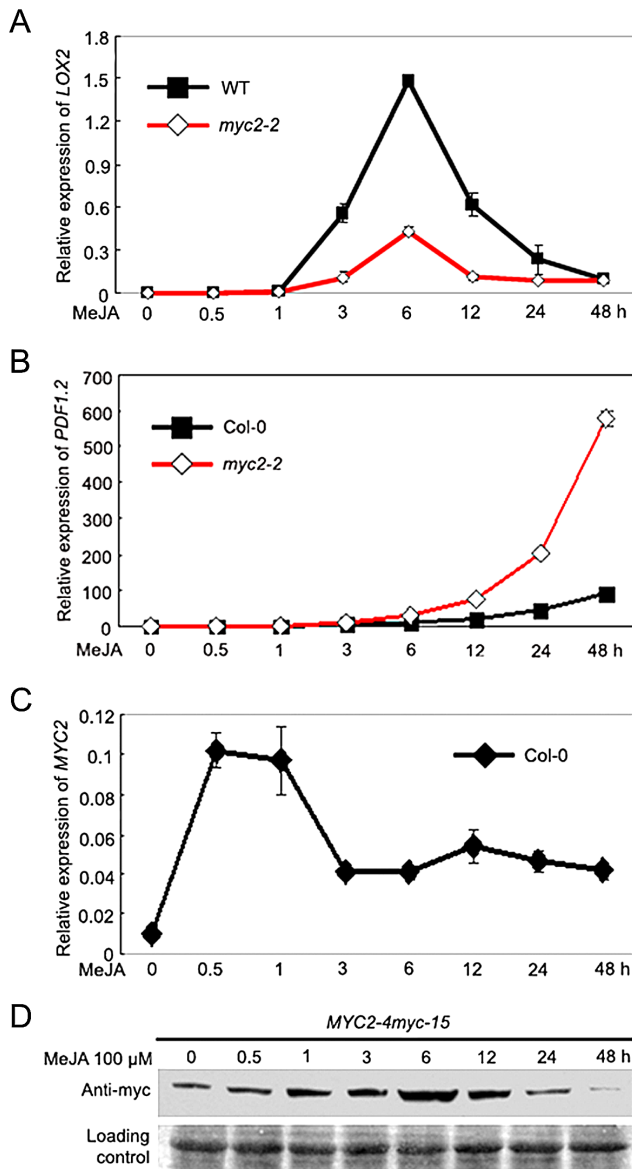 A
Relative expression of LOX2
1.8
1.5
1.2
0.6
0.3
0
WT
myc2-2
MeJA 0 0.5 1 3 6 12 24 48 h
B
Relative expression of PDF1.2
700
600
500
400
300
200
100
0
Col-0
myc2-2
MeJA 0 0.5 1 3 6 12 24 48 h
C
Relative expression of MYC2
0.12
0.1
0.08
0.06
0.04
0.02
0
Col-0
MeJA 0 0.5 1 3 6 12 24 48 h
D
MYC2-4myc-15
MeJA 100 µM 0 0.5 1 3 6 12 24 48 h
Anti-myc
Loading
control